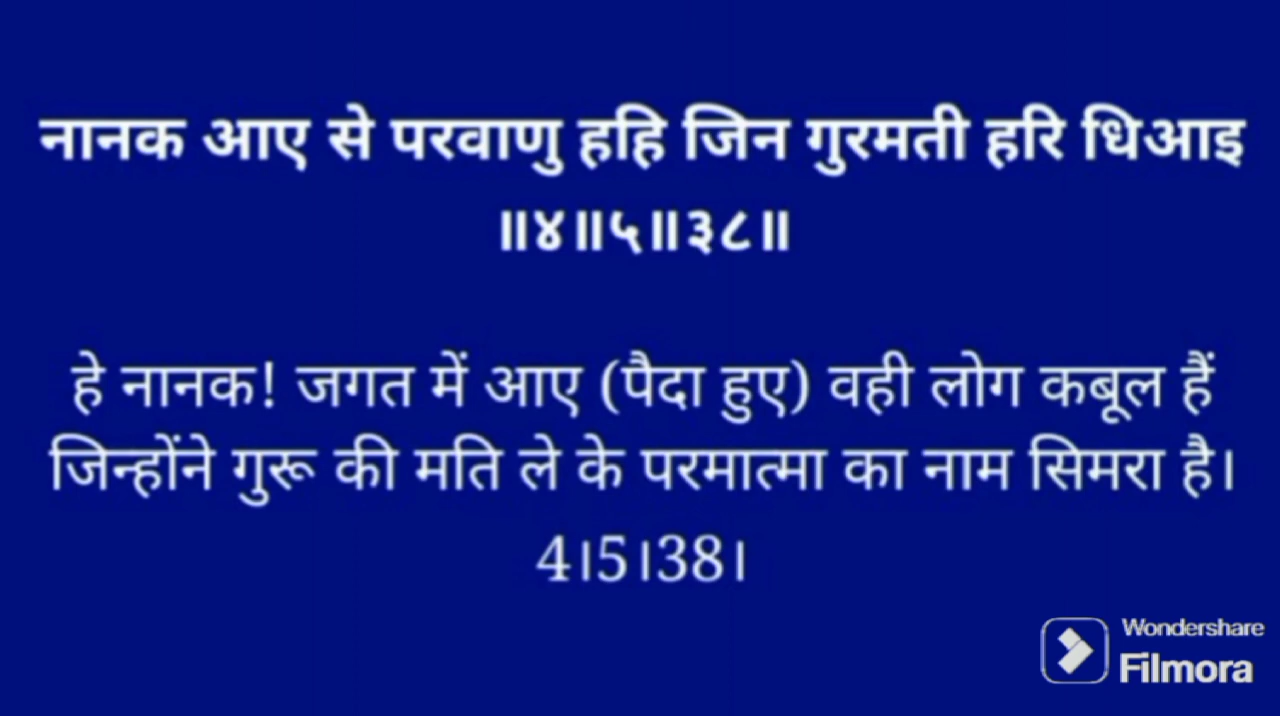 नानक आए से परवाणु हहि जिन गुरमती हरि धिआइ
॥४॥५॥३८॥
हे नानक! जगत में आए (पैदा हुए) वही लोग कबूल हैं
जिन्होंने गुरू की मति ले के परमात्मा का नाम सिमरा है।
4।5।38।
Wondershare
Filmora